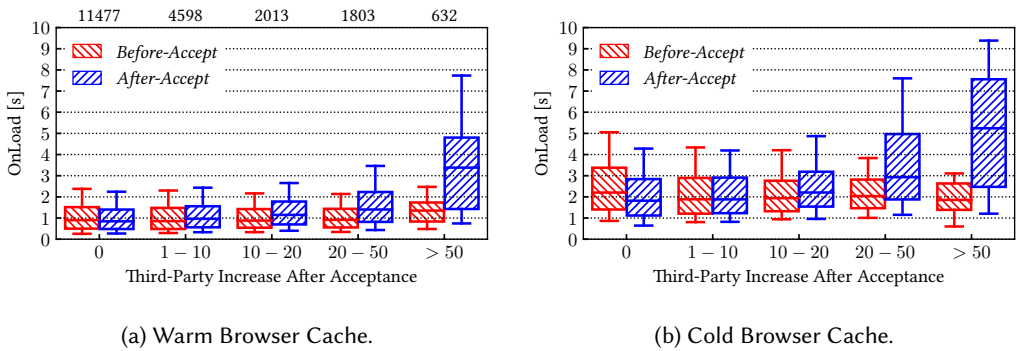 11477 4598 2013 1803 632
10
9
8
7
6
5
4
3
2
1
0
OnLoad [s]
Before-Accept
After-Accept
0 1 − 10 10 − 20 20 − 50 > 50
Third-Party Increase After Acceptance
(a) Warm Browser Cache.
10
9
8
7
6
5
4
3
2
1
0
OnLoad [s]
Before-Accept
After-Accept
0 1 − 10 10 − 20 20 − 50 > 50
Third-Party Increase After Acceptance
(b) Cold Browser Cache.